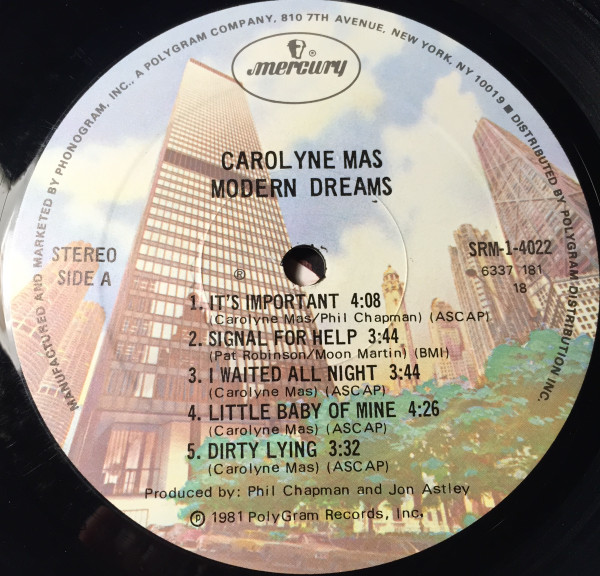 MANUFACTURED AND MARKETED BY PHONOGRAM, INC., A POLYGRAM COMPANY, 810 7TH AVENUE, NEW YORK, NY 10019 ■ DISTRIBUTED BY POLYGRAM DISTRIBUTION INC.
mercury ®
CAROLYNE MAS
MODERN DREAMS
STEREO
SIDE A
SRM-1-4022
6337 181
18
®
1. IT'S IMPORTANT 4:08
(Carolyne Mas/Phil Chapman) (ASCAP)
2. SIGNAL FOR HELP 3:44
(Pat Robinson/Moon Martin) (BMI)
3. I WAITED ALL NIGHT 3:44
(Carolyne Mas) (ASCAP)
4. LITTLE BABY OF MINE 4:26
(Carolyne Mas) (ASCAP)
5. DIRTY LYING 3:32
(Carolyne Mas) (ASCAP)
Produced by: Phil Chapman and Jon Astley
℗ 1981 PolyGram Records, Inc.